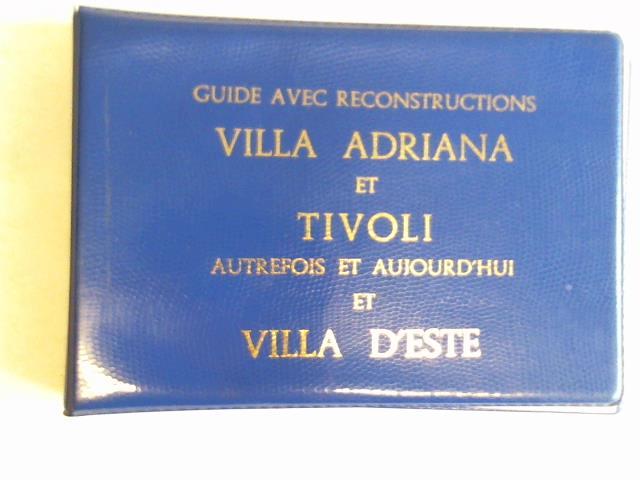 GUIDE AVEC RECONSTRUCTIONS
VILLA ADRIANA
ET
TIVOLI
AUTREFOIS ET AUJOURD'HUI
ET
VILLA D'ESTE